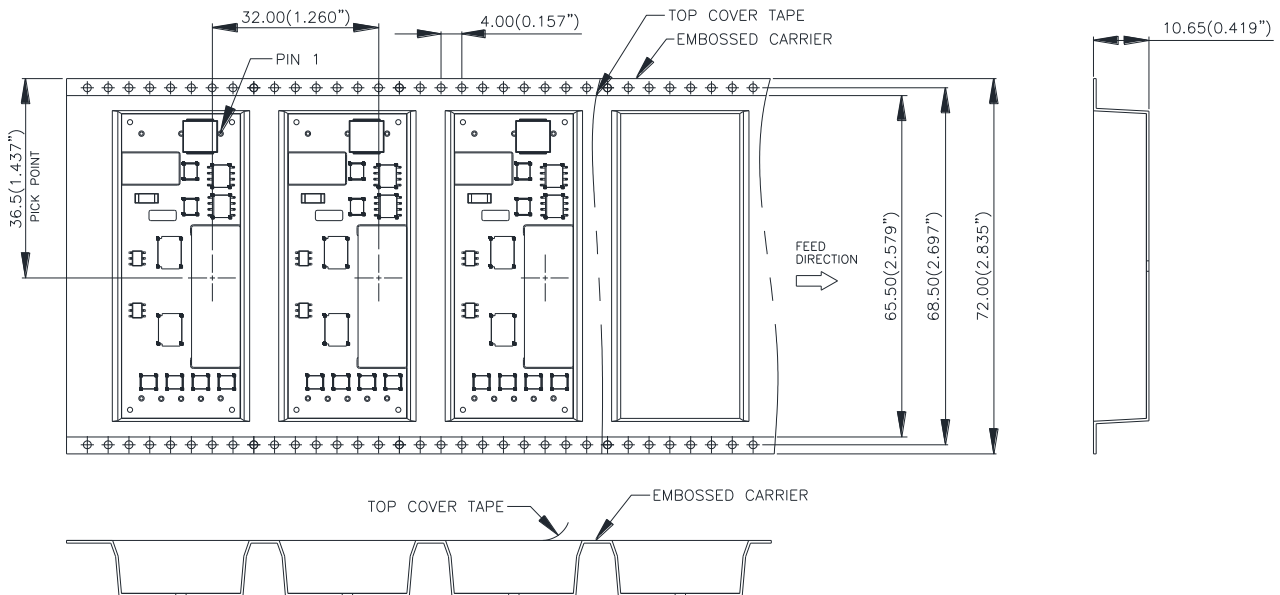 32.00(1.260”)
4.00(0.157”)
TOP COVER TAPE
EMBOSSED CARRIER
10.65(0.419”)
PIN 1
36.5(1.437”)
PICK POINT
FEED
DIRECTION
65.50(2.579”)
68.50(2.697”)
72.00(2.835”)
TOP COVER TAPE
EMBOSSED CARRIER